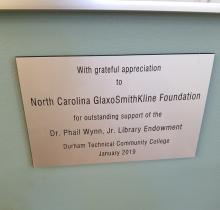 With grateful appreciation
to
North Carolina GlaxoSmithKline Foundation
for outstanding support of the
Dr. Phail Wynn, Jr. Library Endowment
Durham Technical Community College
January 2019